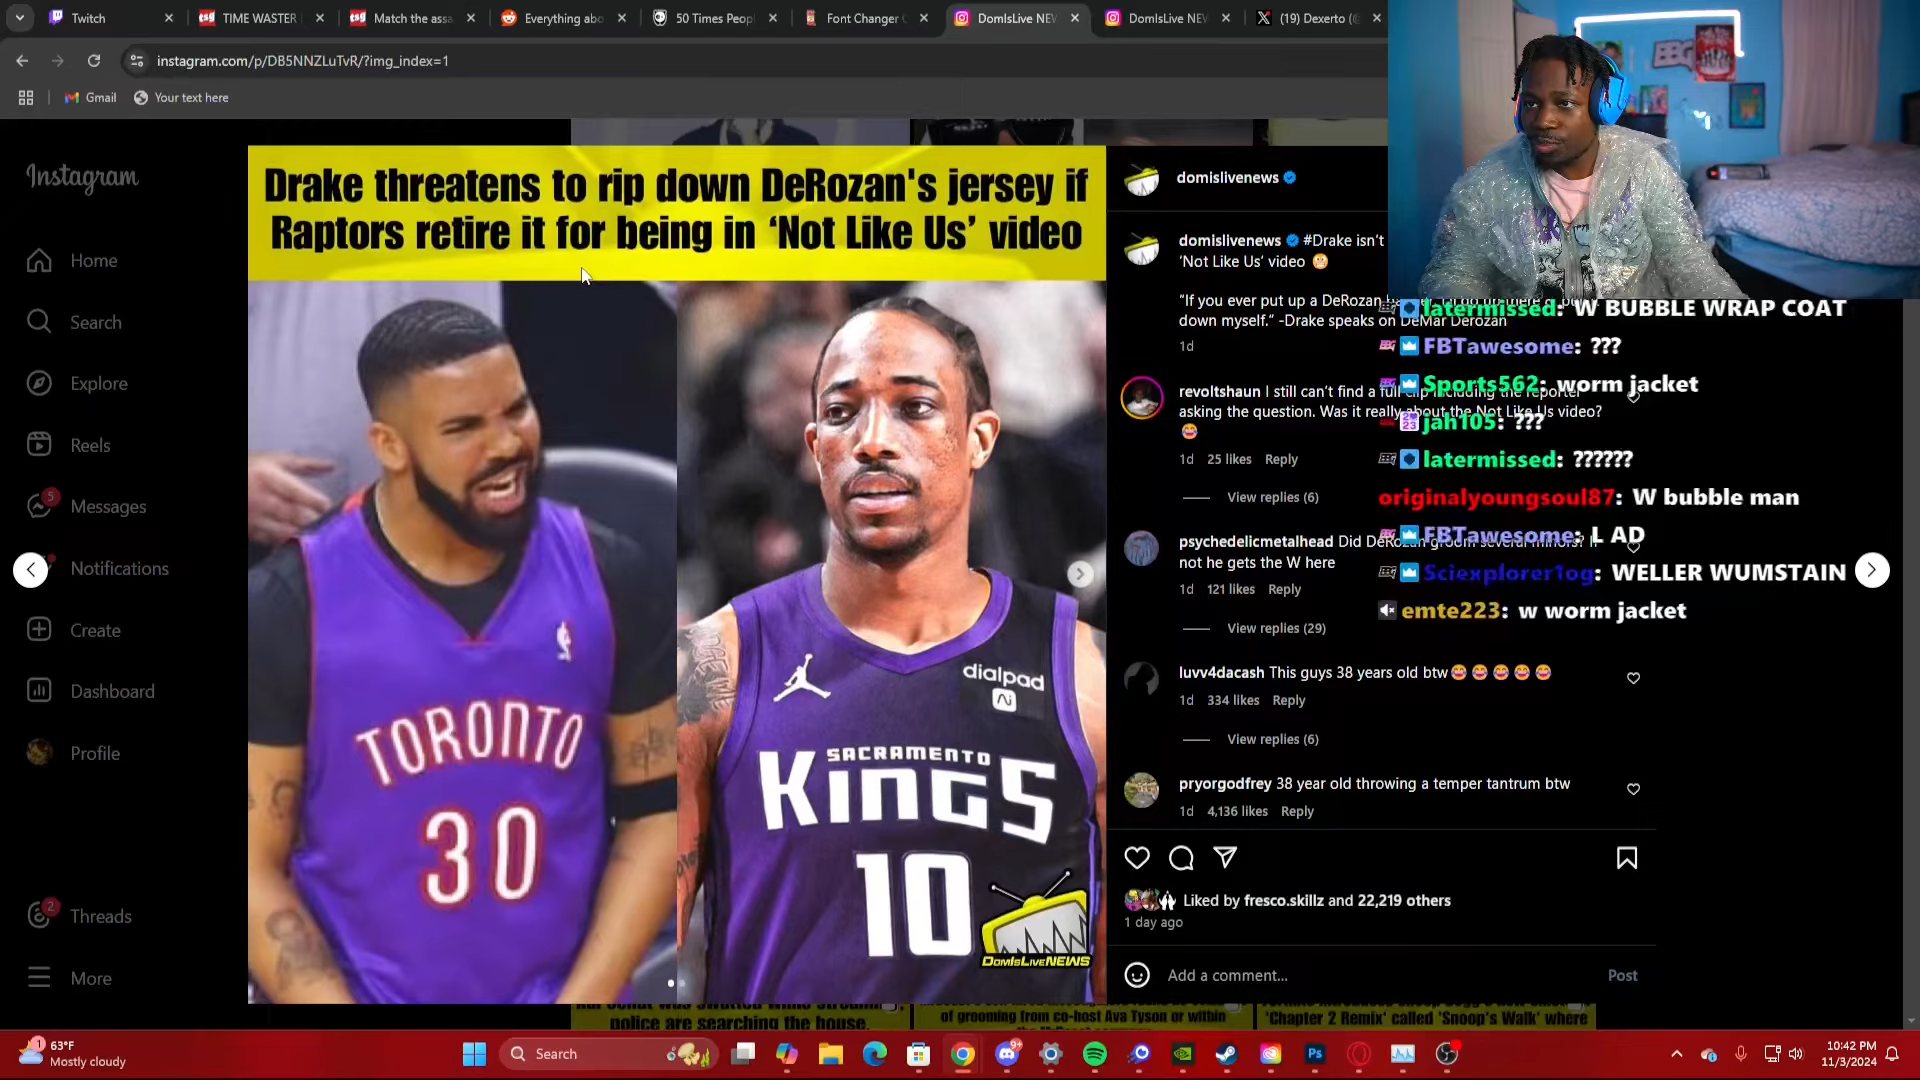 Twitch
TIME WASTER
Match the assa
Everything abo
50 Times Peopl
Font Changer
DomIsLive NEW
DomIsLive NEW
(19) Dexerto (
instagram.com/p/DB5NNZLuTvR/?img_index=1
Gmail
Your text here
Instagram
Home
Search
Explore
Reels
5
Messages
Notifications
Create
Dashboard
Profile
2
Threads
More
Drake threatens to rip down DeRozan's jersey if
Raptors retire it for being in ‘Not Like Us’ video
TORONTO
30
dialpad
Ai
SACRAMENTO
KINGS
10
DomIsLiveNEWS
domislivenews
domislivenews #Drake isn't
‘Not Like Us’ video
“If you ever put up a DeRozan
down myself.” -Drake speaks on DeMar Derozan
1d
revoltshaun I still can't find a full clip including the reporter
asking the question. Was it really about the Not Like Us video?
1d 25 likes Reply
View replies (6)
psychedelicmetalhead Did DeRozan groom several minors? If
not he gets the W here
1d 121 likes Reply
View replies (29)
luvv4dacash This guys 38 years old btw
1d 334 likes Reply
View replies (6)
pryorgodfrey 38 year old throwing a temper tantrum btw
1d 4,136 likes Reply
Liked by fresco.skillz and 22,219 others
1 day ago
Add a comment...
Post
latermissed: W BUBBLE WRAP COAT
FBTawesome: ???
Sports562: worm jacket
jah105: ???
latermissed: ??????
originalyoungsoul87: W bubble man
FBTawesome: L AD
Sciexplorer1og: WELLER WUMSTAIN
emte223: w worm jacket
police are searching the house.
of grooming from co-host Ava Tyson or within
'Chapter 2 Remix' called 'Snoop's Walk' where
1
63°F
Mostly cloudy
Search
9+
Ps
10:42 PM
11/3/2024